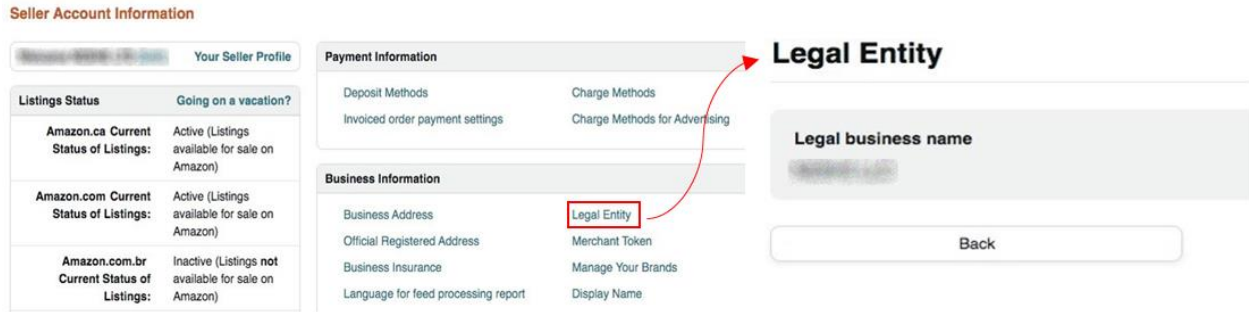 Seller Account Information
Your Seller Profile
Listings Status
Going on a vacation?
Amazon.ca Current
Status of Listings:
Active (Listings
available for sale on
Amazon)
Amazon.com Current
Status of Listings:
Active (Listings
available for sale on
Amazon)
Amazon.com.br
Current Status of
Listings:
Inactive (Listings not
available for sale on
Amazon)
Payment Information
Deposit Methods
Charge Methods
Invoiced order payment settings
Charge Methods for Advertising
Business Information
Business Address
Legal Entity
Official Registered Address
Merchant Token
Business Insurance
Manage Your Brands
Language for feed processing report
Display Name
Legal Entity
Legal business name
Back